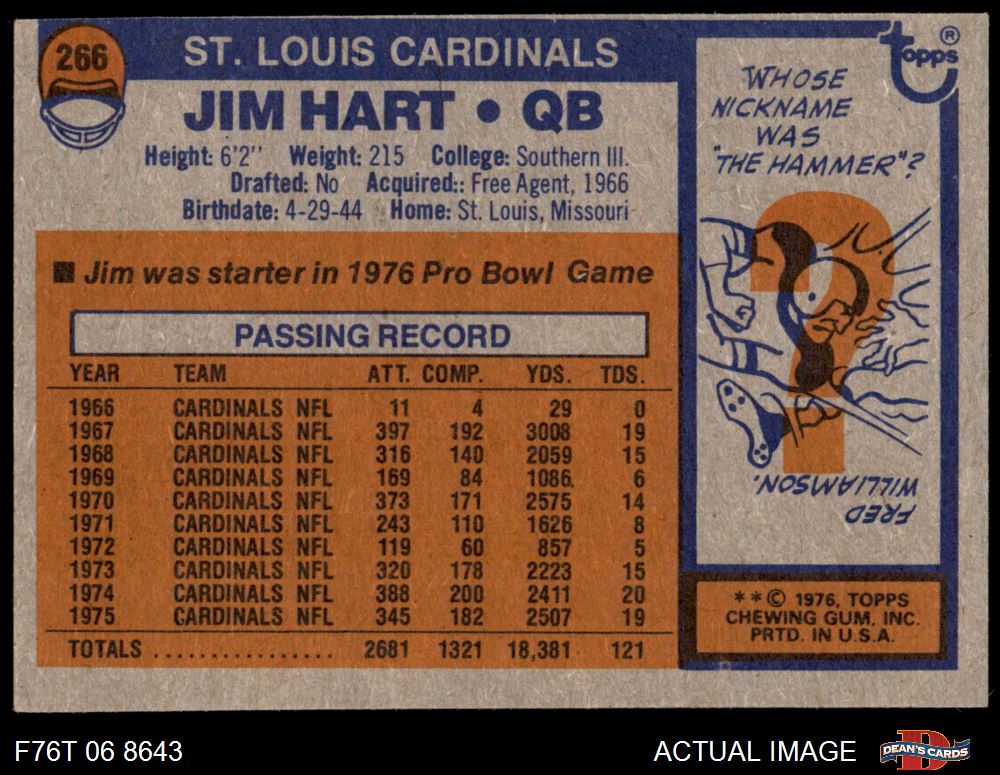 266
ST. LOUIS CARDINALS
JIM HART • QB
Height: 6'2'' Weight: 215 College: Southern Ill.
Drafted: No Acquired:: Free Agent, 1966
Birthdate: 4-29-44 Home: St. Louis, Missouri
■ Jim was starter in 1976 Pro Bowl Game
PASSING RECORD
YEAR TEAM ATT. COMP. YDS. TDS.
1966 CARDINALS NFL 11 4 29 0
1967 CARDINALS NFL 397 192 3008 19
1968 CARDINALS NFL 316 140 2059 15
1969 CARDINALS NFL 169 84 1086. 6
1970 CARDINALS NFL 373 171 2575 14
1971 CARDINALS NFL 243 110 1626 8
1972 CARDINALS NFL 119 60 857 5
1973 CARDINALS NFL 320 178 2223 15
1974 CARDINALS NFL 388 200 2411 20
1975 CARDINALS NFL 345 182 2507 19
TOTALS ................ 2681 1321 18,381 121
topps ®
WHOSE
NICKNAME
WAS
"THE HAMMER"?
?
FRED
WILLIAMSON.
**© 1976, TOPPS
CHEWING GUM, INC.
PRTD. IN U.S.A.
F76T 06 8643
ACTUAL IMAGE
DEAN'S CARDS